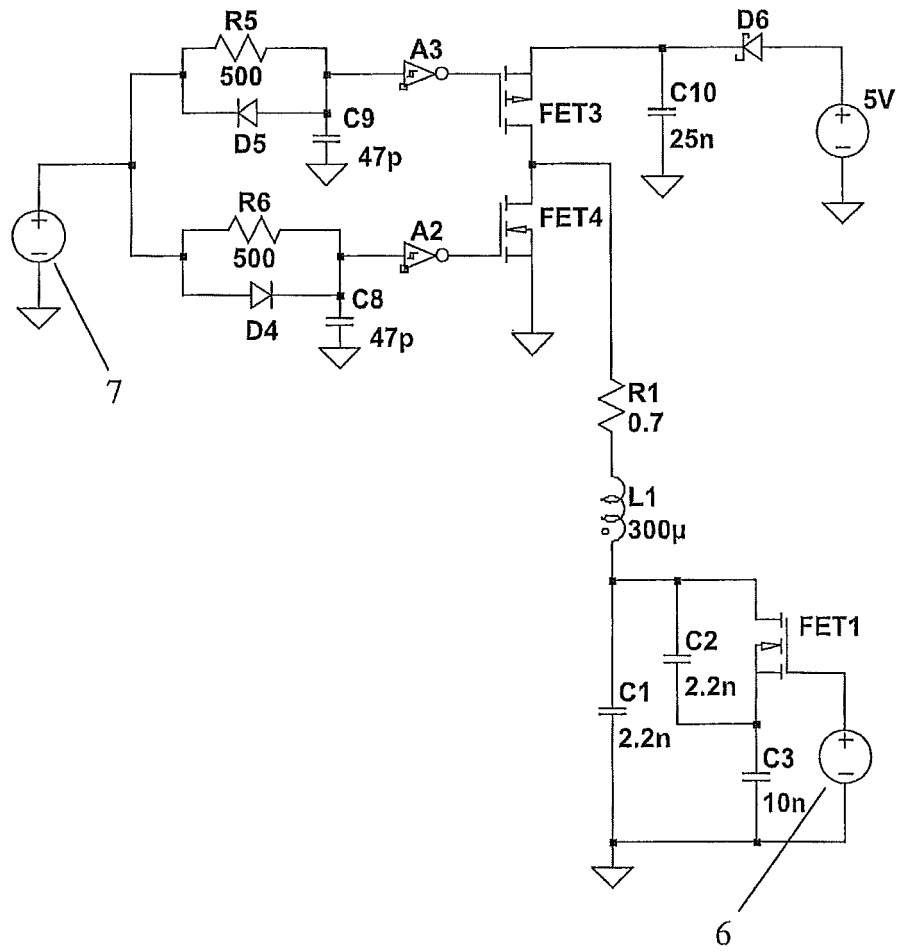 R5
500
D5
C9
47p
A3
FET3
C10
25n
D6
5V
R6
500
D4
C8
47p
A2
FET4
7
R1
0.7
L1
300µ
C1
2.2n
C2
2.2n
FET1
C3
10n
6